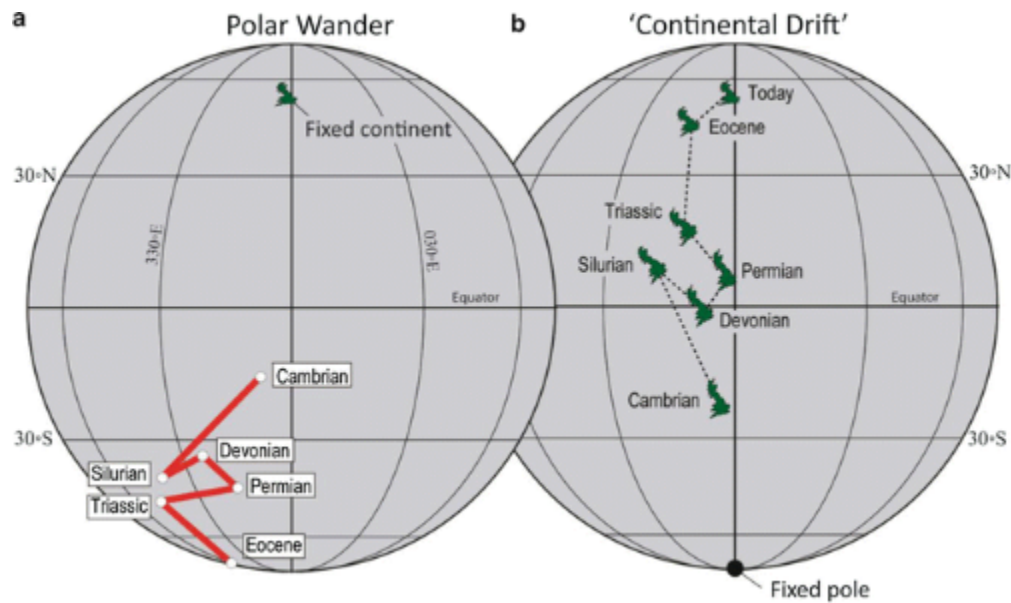 a
Polar Wander
Fixed continent
30◦N
330◦E
030◦E
Equator
Cambrian
Devonian
Silurian
Permian
Triassic
Eocene
30◦S
b
'Continental Drift'
Today
Eocene
30◦N
Triassic
Silurian
Permian
Equator
Devonian
Cambrian
30◦S
Fixed pole